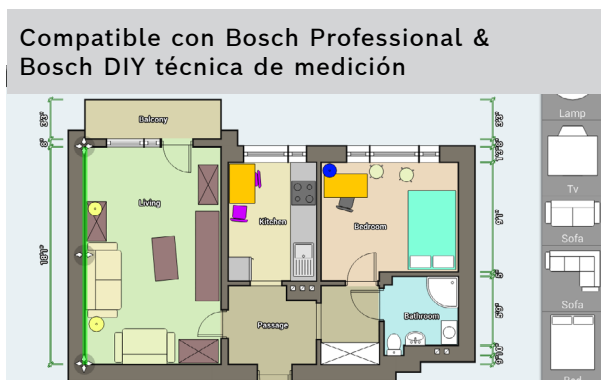 Compatible con Bosch Professional &
Bosch DIY técnica de medición
Balcony
Living
Kitchen
Bedroom
Passage
Bathroom
Lamp
Tv
Sofa
Sofa